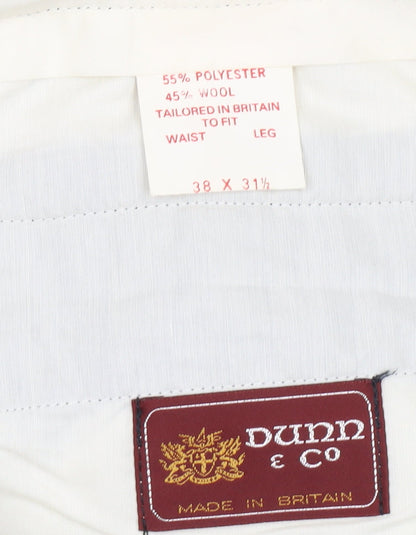 55% POLYESTER
45% WOOL
TAILORED IN BRITAIN
TO FIT
WAIST LEG
38 X 31½
DUNN
& CO
MADE IN BRITAIN